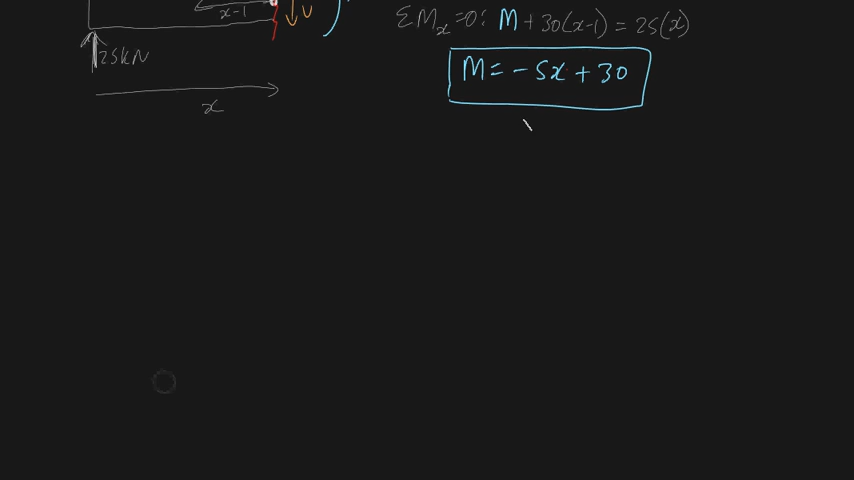 x-1
V
ΣMx=0: M + 30(x-1) = 25(x)
25kN
M = -5x + 30
x